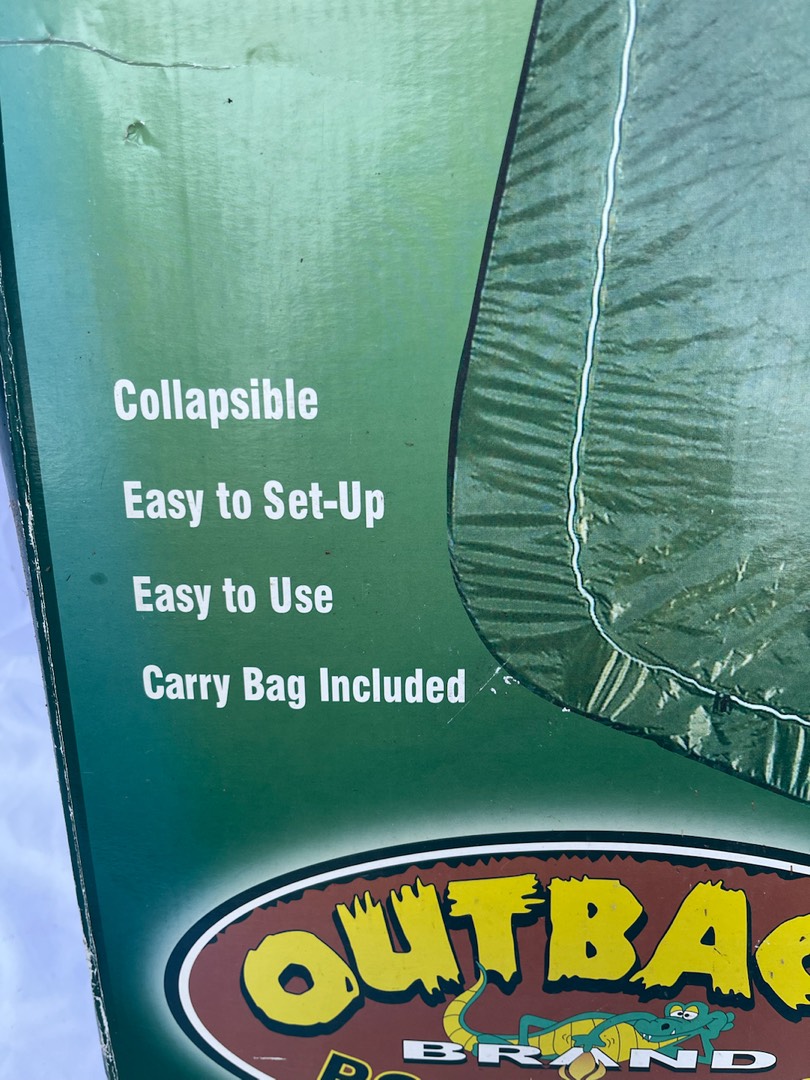 Collapsible
Easy to Set-Up
Easy to Use
Carry Bag Included
OUTBAC
BRAND